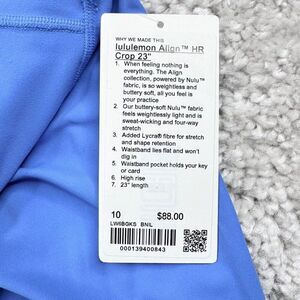 WHY WE MADE THIS
lululemon Align™ HR
Crop 23"
1. When feeling nothing is
everything. The Align
collection, powered by Nulu™
fabric, is so weightless and
buttery-soft, all you feel is
your practice
2. Our buttery-soft Nulu™ fabric
feels weightlessly light and is
sweat-wicking and four-way
stretch
3. Added Lycra® fibre for stretch
and shape retention
4. Waistband lies flat and won't
dig in
5. Waistband pocket holds your key
or card
6. High rise
7. 23" length
10 $88.00
LW6BGKS BNIL
000139400843